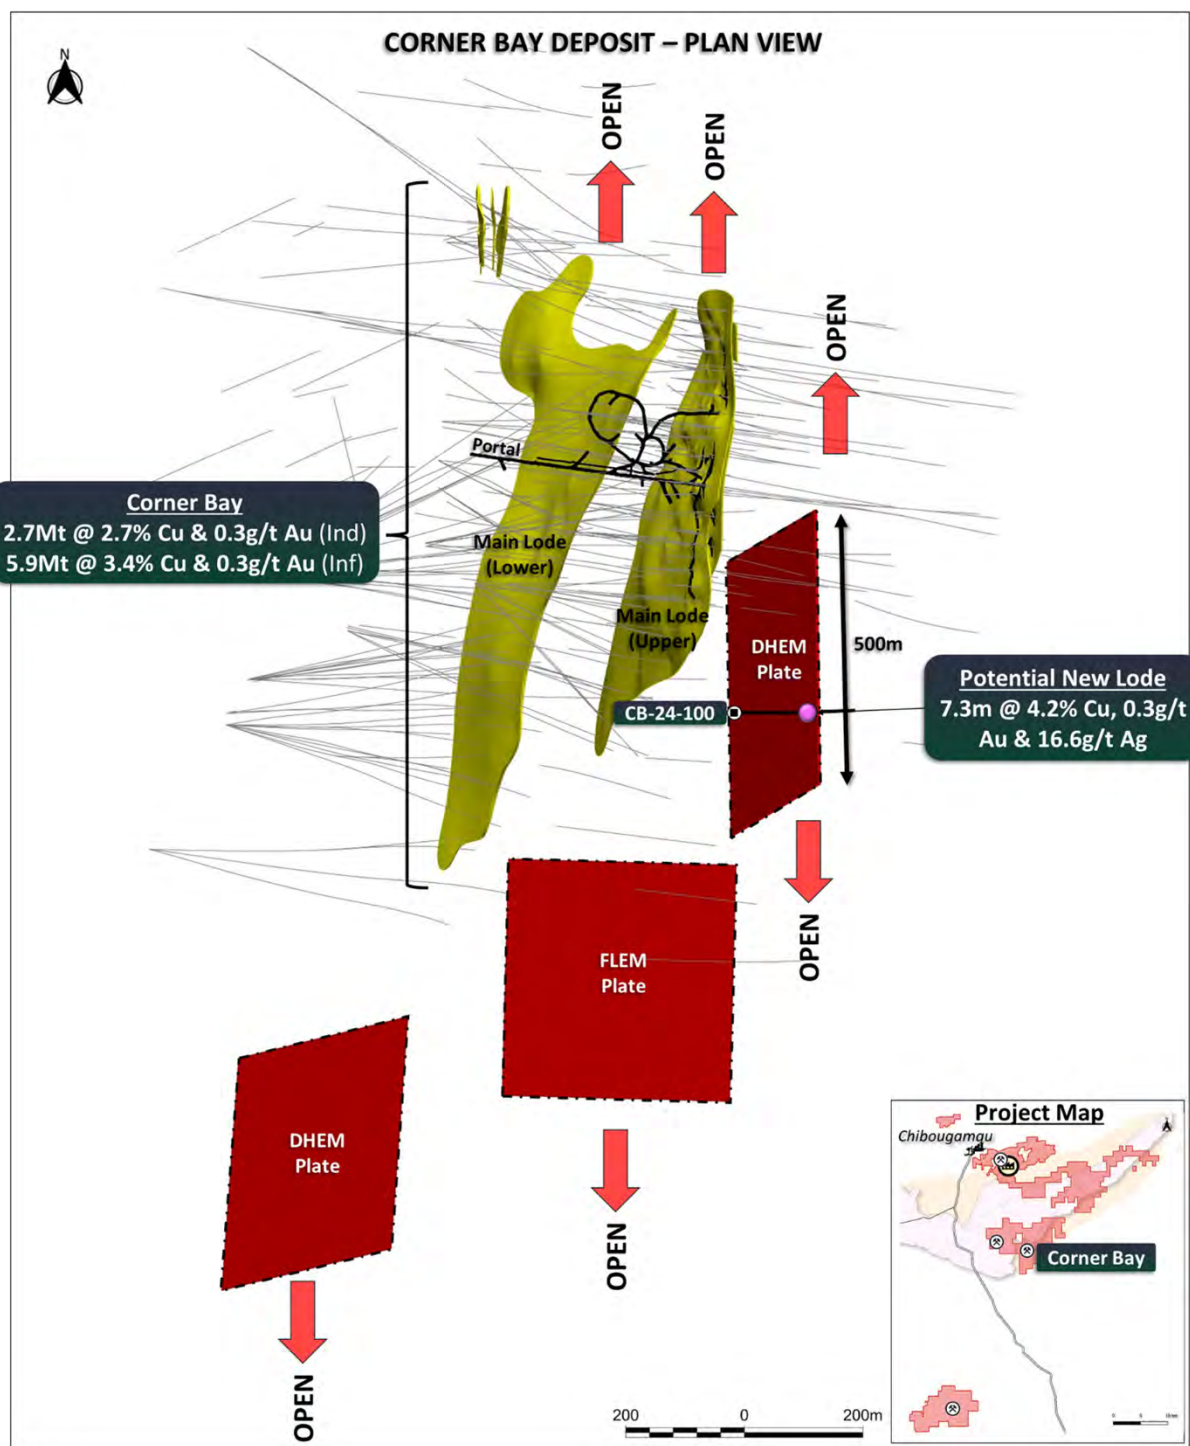 CORNER BAY DEPOSIT – PLAN VIEW
N
OPEN
OPEN
OPEN
Portal
Corner Bay
2.7Mt @ 2.7% Cu & 0.3g/t Au (Ind)
5.9Mt @ 3.4% Cu & 0.3g/t Au (Inf)
Main Lode
(Lower)
Main Lode
(Upper)
DHEM
Plate
500m
CB-24-100
Potential New Lode
7.3m @ 4.2% Cu, 0.3g/t
Au & 16.6g/t Ag
OPEN
FLEM
Plate
DHEM
Plate
OPEN
OPEN
200 0 200m
Project Map
Chibougamau
Corner Bay